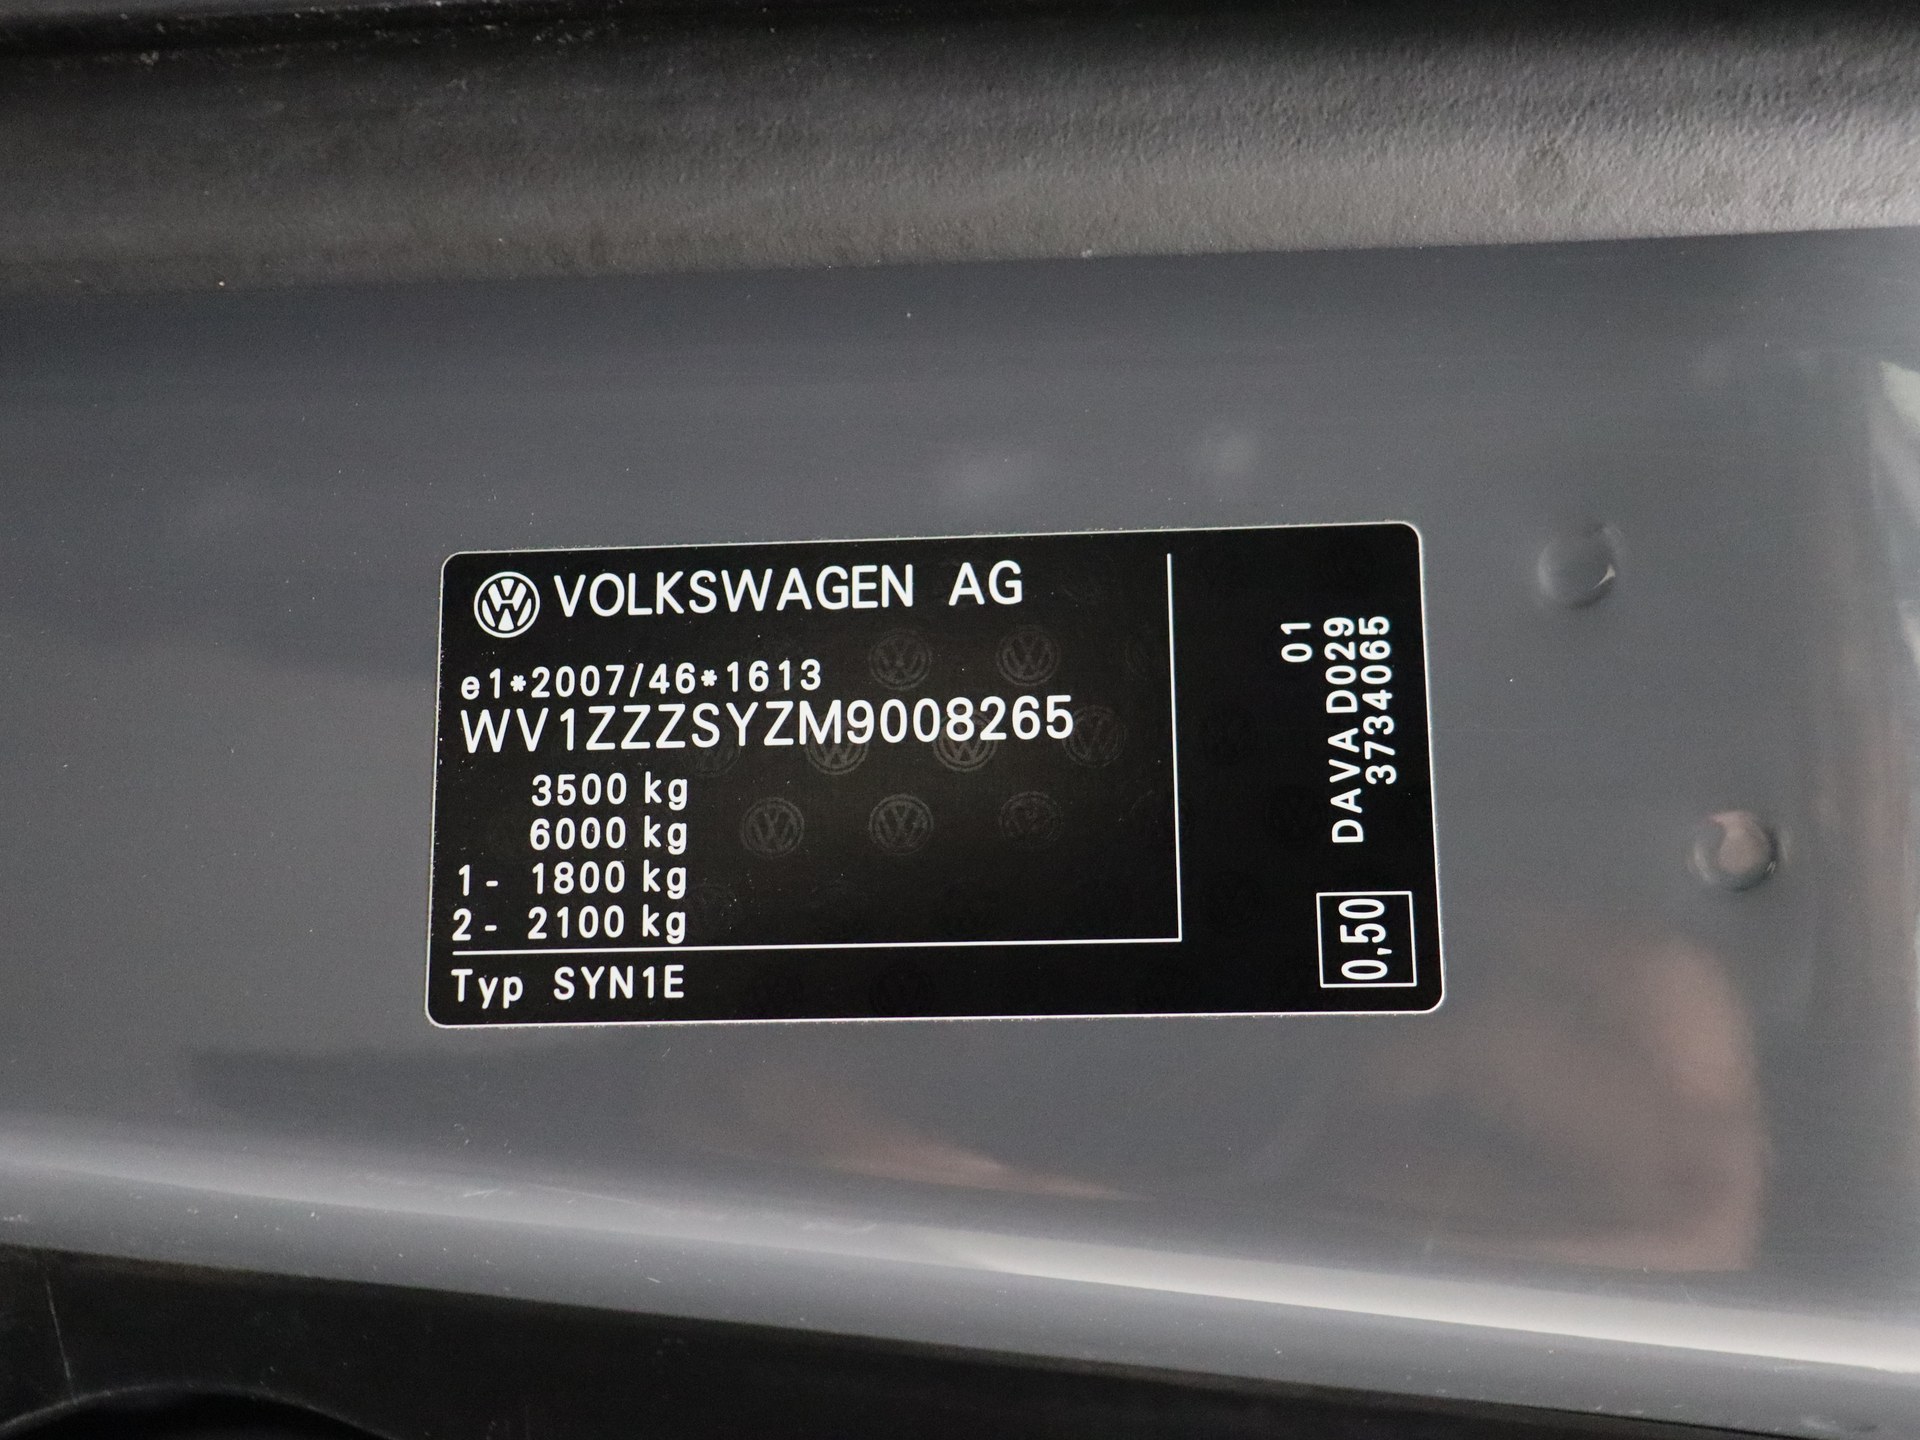 VOLKSWAGEN AG
e1*2007/46*1613
WV1ZZZSYZM9008265
3500 kg
6000 kg
1- 1800 kg
2- 2100 kg
Typ SYN1E
01
DAVA D029
3734065
0,50